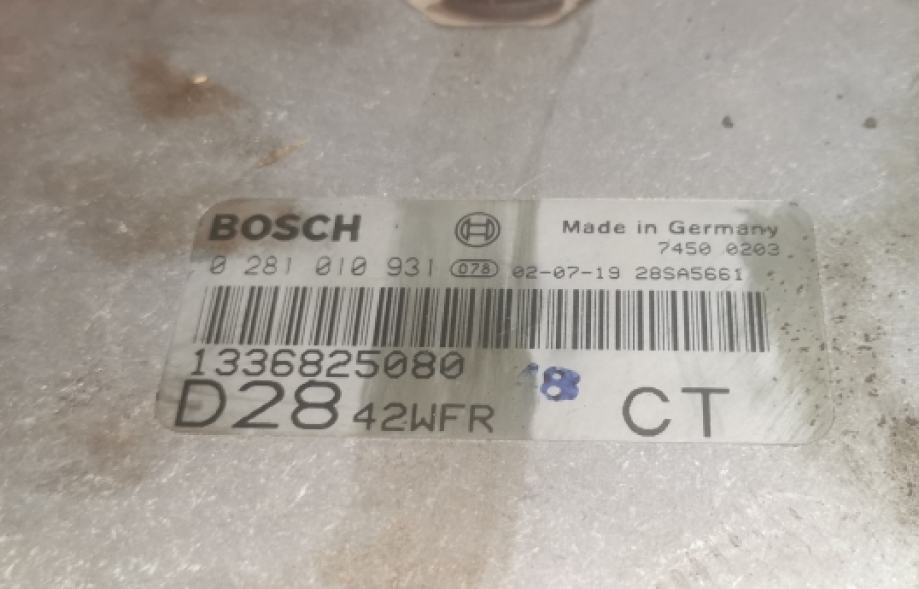 BOSCH Made in Germany
7450 0203
0 281 010 931 078 02-07-19 28SA5661
1336825080
18
D28 42WFR CT